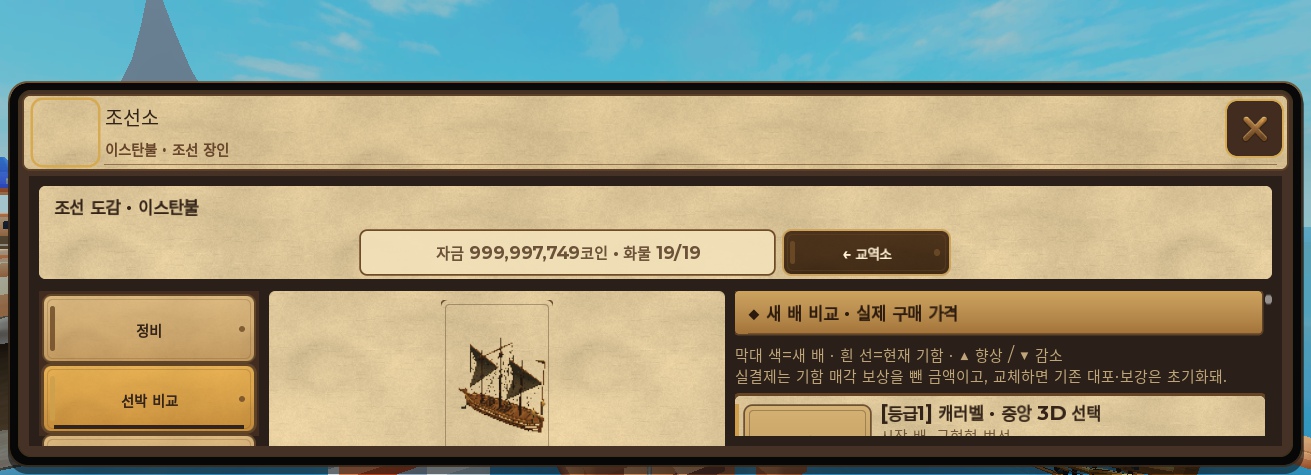 조선소
이스탄불 • 조선 장인
조선 도감 • 이스탄불
자금 999,997,749코인 • 화물 19/19
← 교역소
정비
선박 비교
◆ 새 배 비교 • 실제 구매 가격
막대 색=새 배 · 흰 선=현재 기함 · ▲ 향상 / ▼ 감소
실결제는 기함 매각 보상을 뺀 금액이고, 교체하면 기존 대포·보강은 초기화돼.
[등급1] 캐러벨 • 중앙 3D 선택